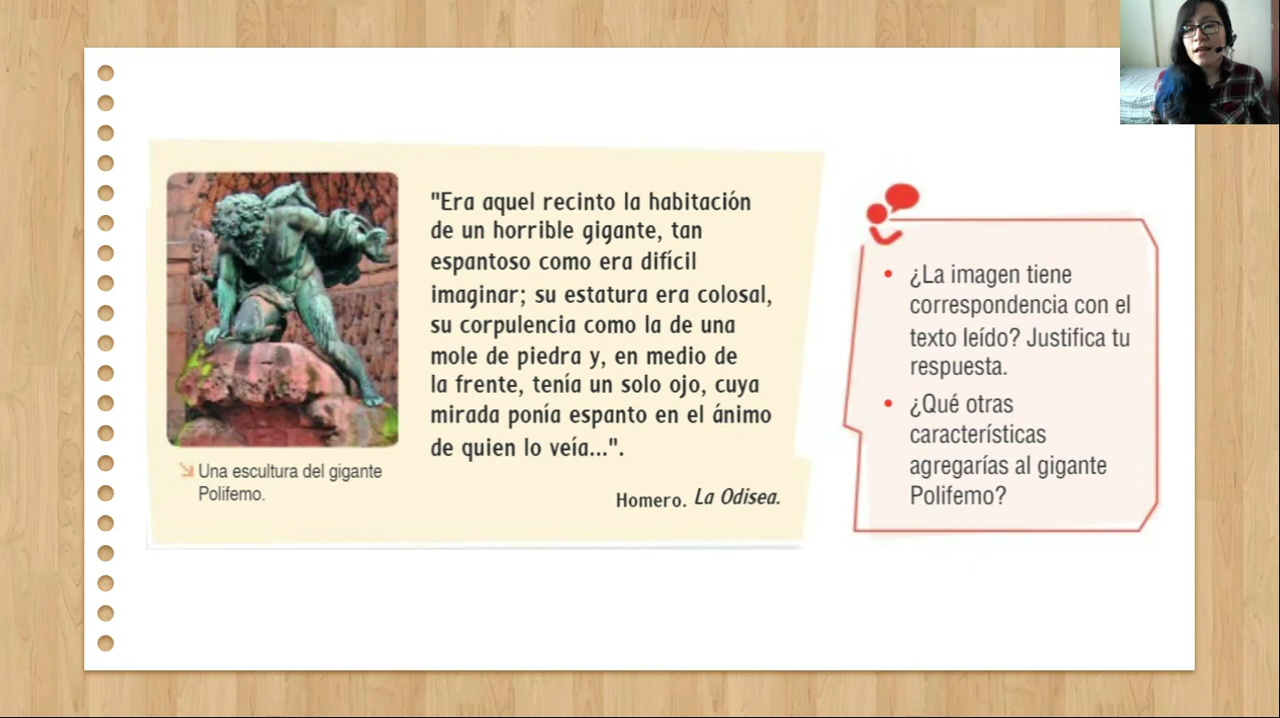 "Era aquel recinto la habitación
de un horrible gigante, tan
espantoso como era difícil
imaginar; su estatura era colosal,
su corpulencia como la de una
mole de piedra y, en medio de
la frente, tenía un solo ojo, cuya
mirada ponía espanto en el ánimo
de quien lo veía...".
Homero. La Odisea.
Una escultura del gigante
Polifemo.
• ¿La imagen tiene
correspondencia con el
texto leído? Justifica tu
respuesta.
• ¿Qué otras
características
agregarías al gigante
Polifemo?